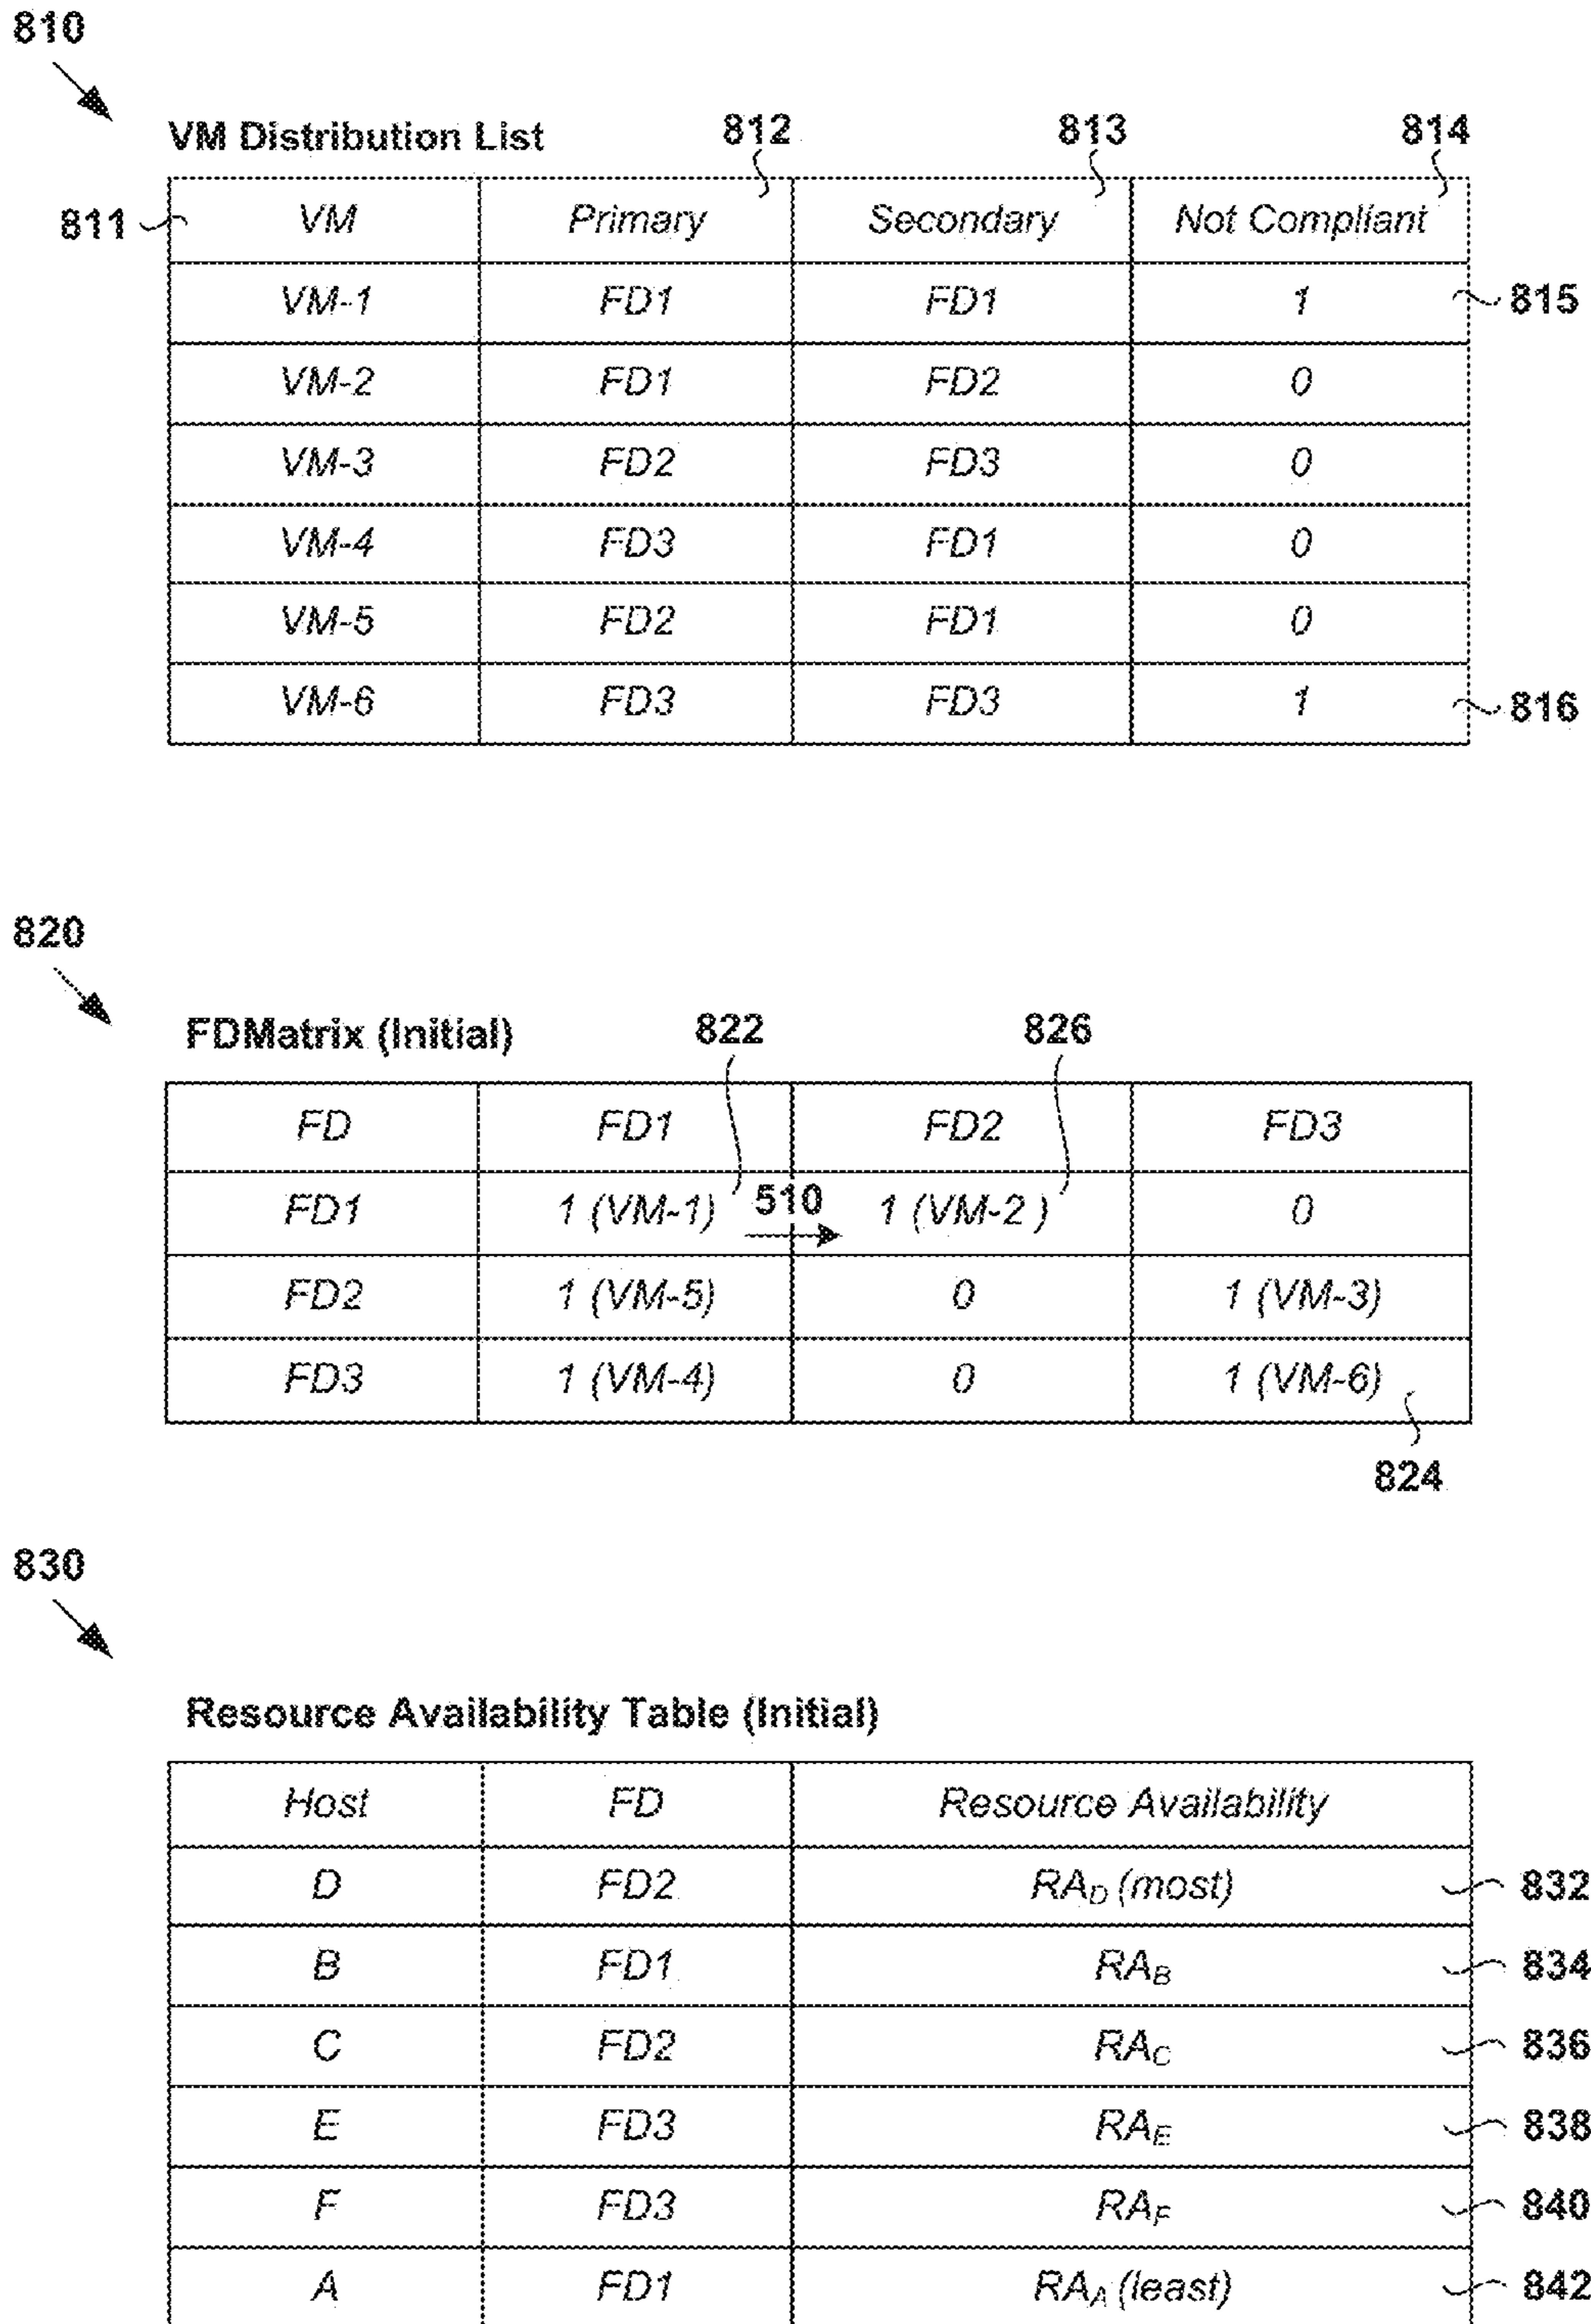 810
VM Distribution List 812 813 814
811 VM Primary Secondary Not Compliant
VM-1 FD1 FD1 1 815
VM-2 FD1 FD2 0
VM-3 FD2 FD3 0
VM-4 FD3 FD1 0
VM-5 FD2 FD1 0
VM-6 FD3 FD3 1 816
820
FDMatrix (Initial) 822 826
FD FD1 FD2 FD3
FD1 1 (VM-1) 510 1 (VM-2 ) 0
FD2 1 (VM-5) 0 1 (VM-3)
FD3 1 (VM-4) 0 1 (VM-6)
824
830
Resource Availability Table (Initial)
Host FD Resource Availability
D FD2 RAD (most) 832
B FD1 RAB 834
C FD2 RAC 836
E FD3 RAE 838
F FD3 RAF 840
A FD1 RAA (least) 842